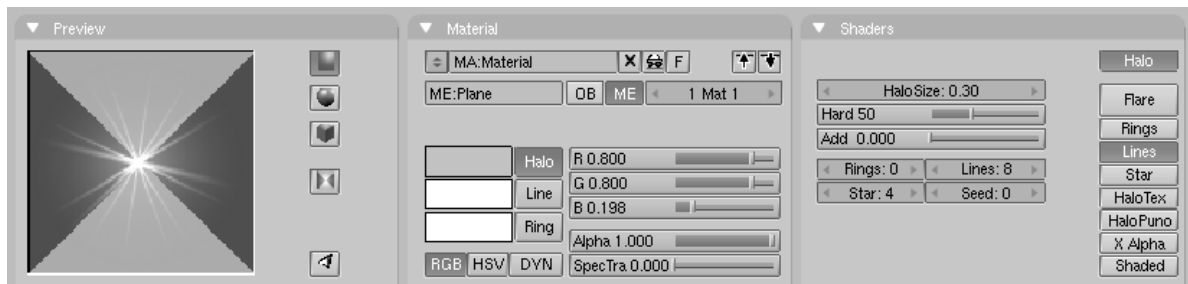 Preview
Material
MA:Material
F
ME:Plane
OB
ME
1 Mat 1
Halo
Line
Ring
R 0.800
G 0.800
B 0.198
Alpha 1.000
RGB
HSV
DYN
SpecTra 0.000
Shaders
HaloSize: 0.30
Hard 50
Add 0.000
Rings: 0
Lines: 8
Star: 4
Seed: 0
Halo
Flare
Rings
Lines
Star
HaloTex
HaloPuno
X Alpha
Shaded